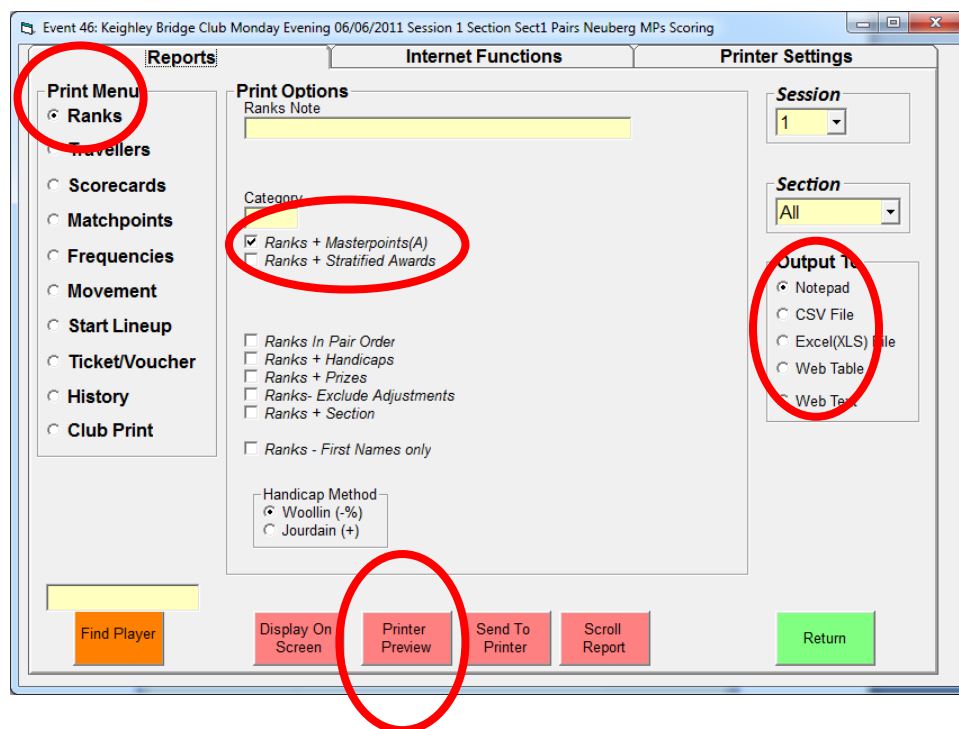 Event 46: Keighley Bridge Club Monday Evening 06/06/2011 Session 1 Section Sect1 Pairs Neuberg MPs Scoring
Reports
Internet Functions
Printer Settings
Print Menu
Ranks
Travellers
Scorecards
Matchpoints
Frequencies
Movement
Start Lineup
Ticket/Voucher
History
Club Print
Print Options
Ranks Note
Category
Ranks + Masterpoints(A)
Ranks + Stratified Awards
Ranks In Pair Order
Ranks + Handicaps
Ranks + Prizes
Ranks- Exclude Adjustments
Ranks + Section
Ranks - First Names only
Handicap Method
Woollin (-%)
Jourdain (+)
Session
1
Section
All
Output To
Notepad
CSV File
Excel(XLS) File
Web Table
Web Text
Find Player
Display On
Screen
Printer
Preview
Send To
Printer
Scroll
Report
Return